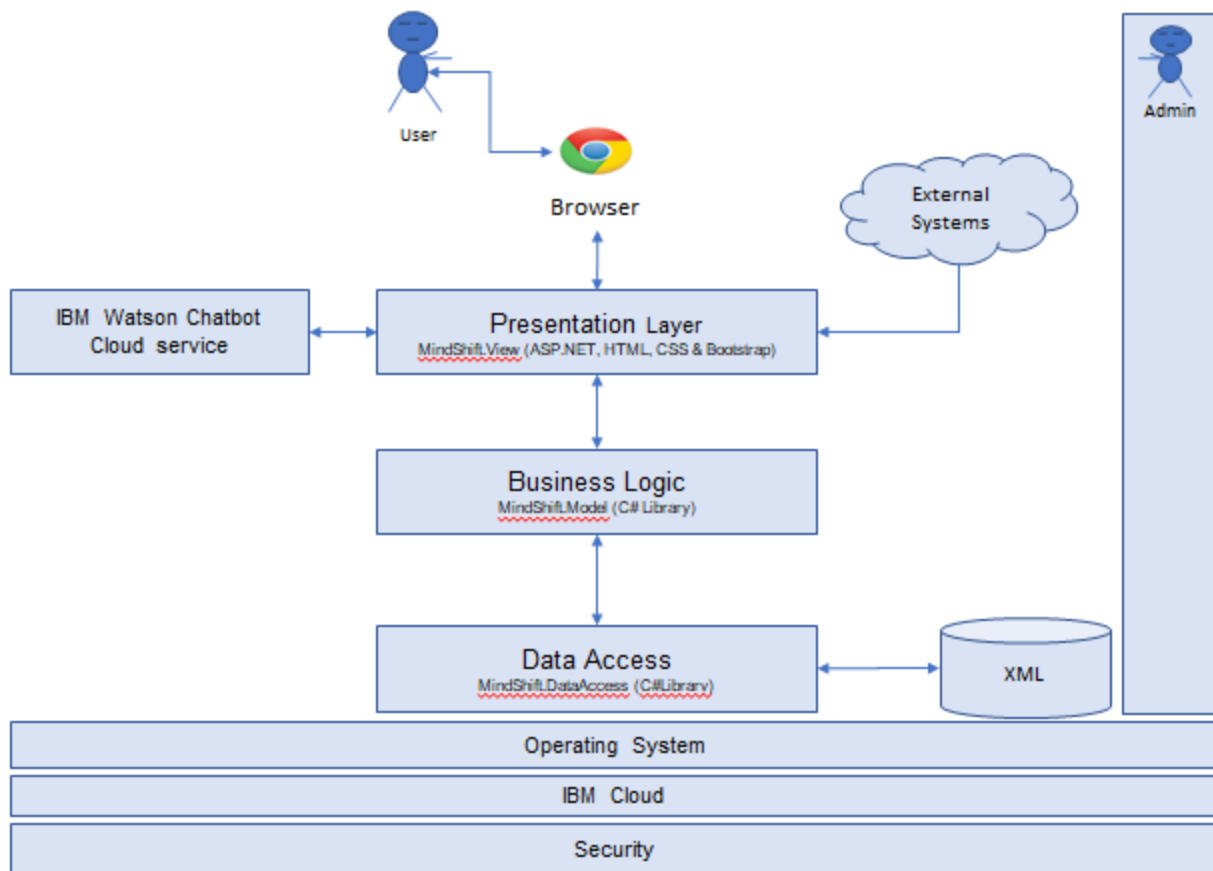 User
Admin
Browser
External
Systems
IBM Watson Chatbot
Cloud service
Presentation Layer
MindShift.View (ASP.NET, HTML, CSS & Bootstrap)
Business Logic
MindShift.Model (C# Library)
Data Access
MindShift.DataAccess (C#Library)
XML
Operating System
IBM Cloud
Security